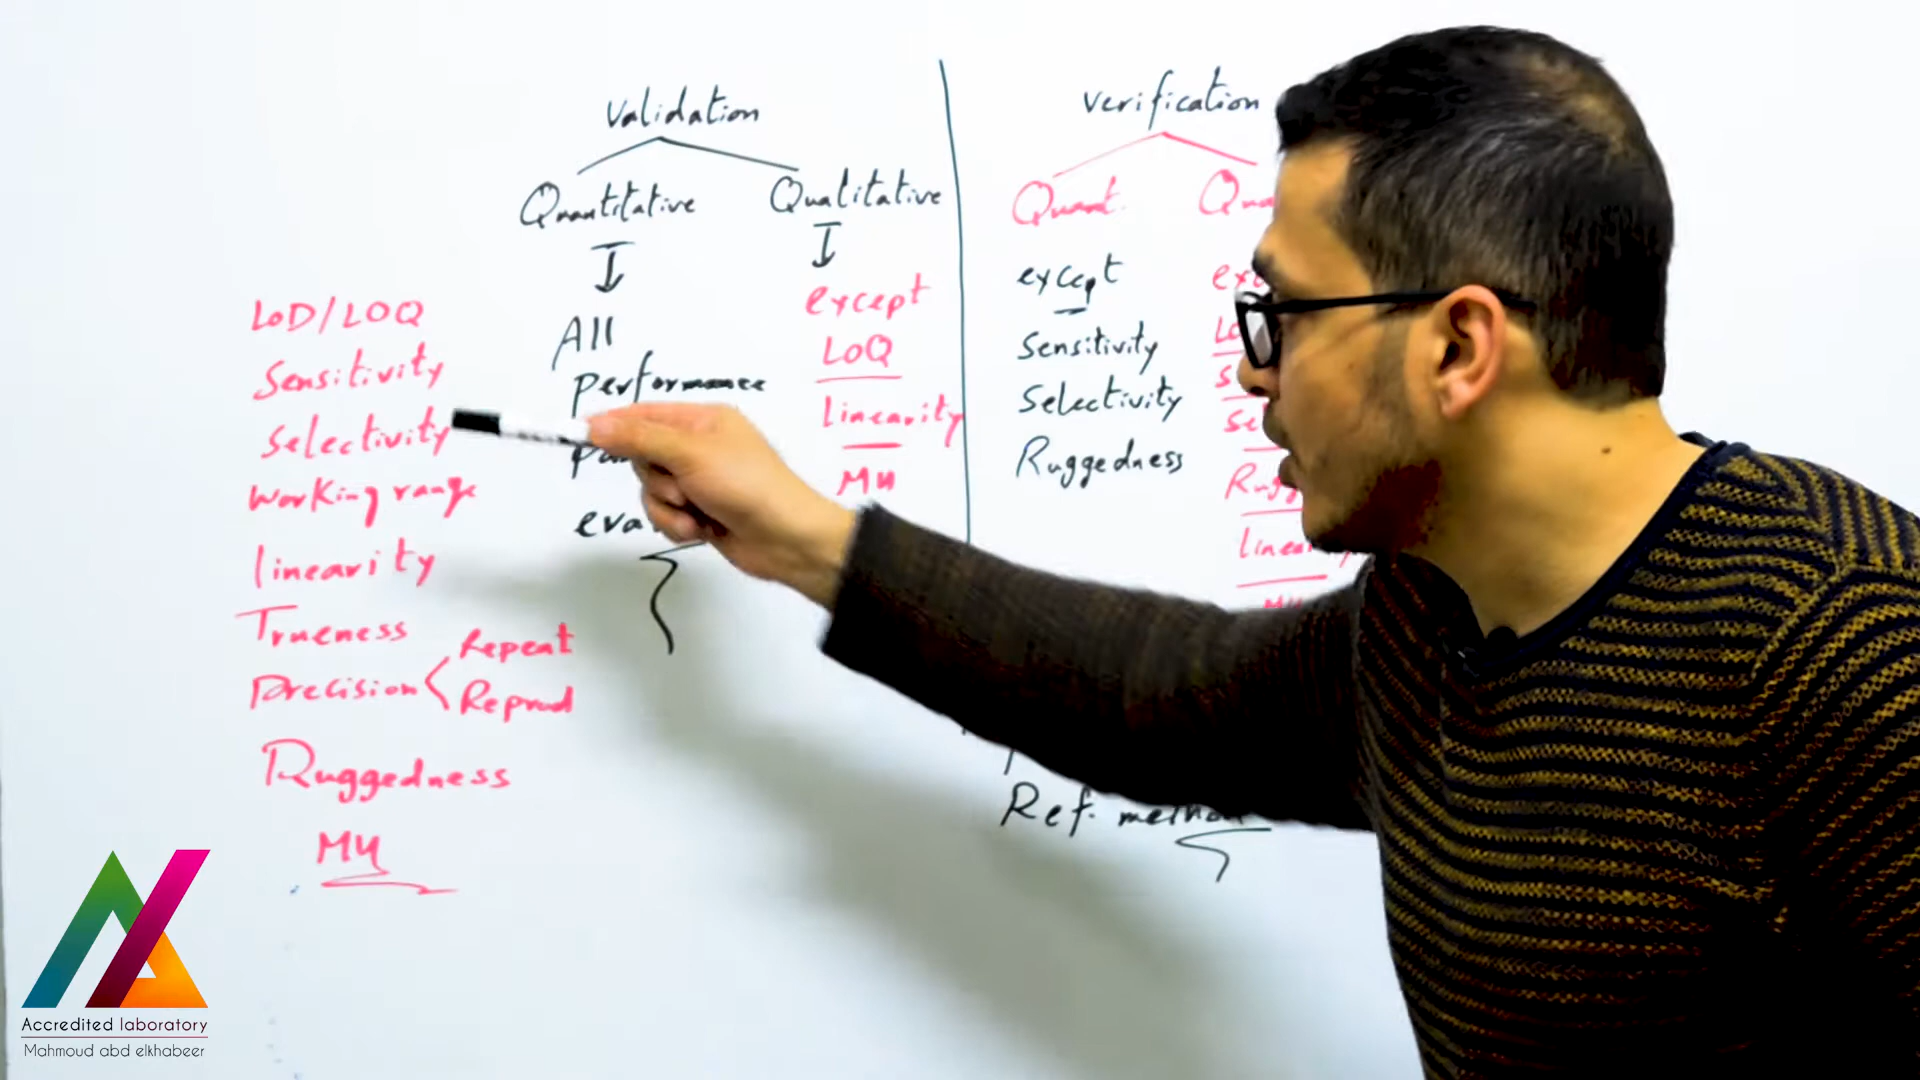 Validation
Quantitative
Qualitative
All
performance
except
LOQ
linearity
MU
LOD/LOQ
Sensitivity
Selectivity
Working range
linearity
Trueness
Precision
Repeat
Reprod
Ruggedness
MU
verification
Quant.
except
Sensitivity
Selectivity
Ruggedness
Ref. method
Accredited laboratory
Mahmoud abd elkhabeer